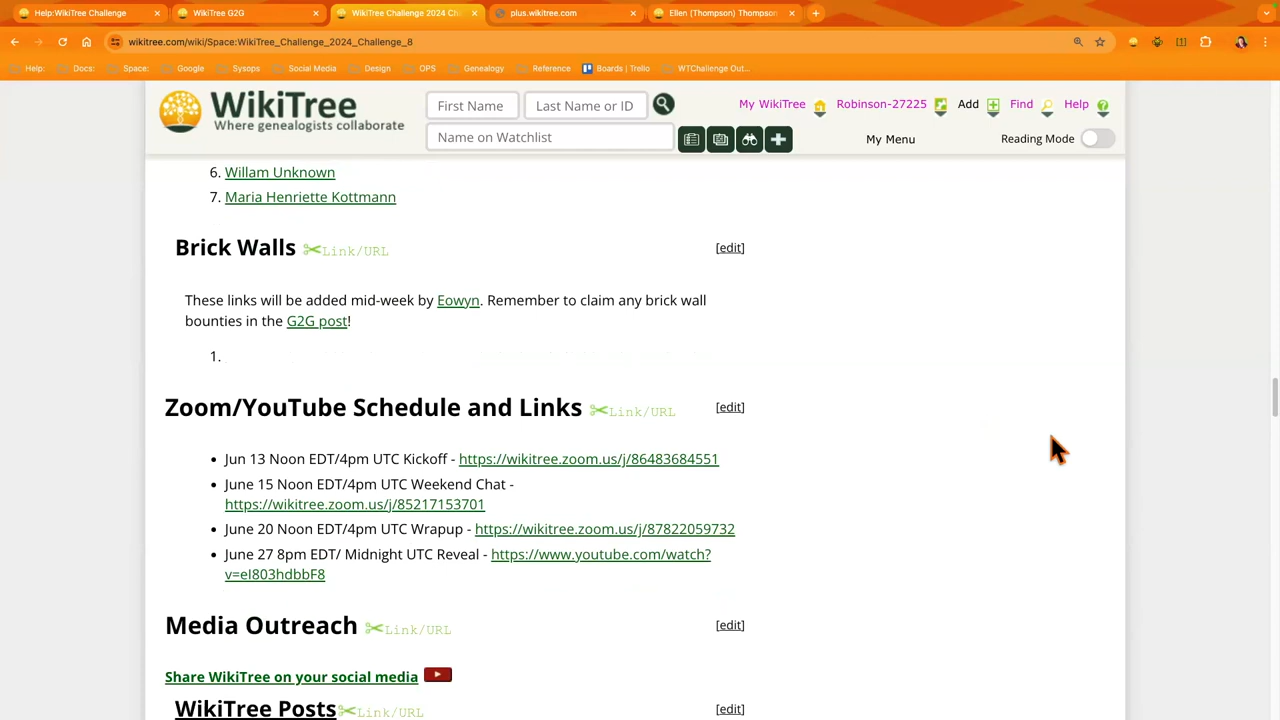 Help:WikiTree Challenge
WikiTree G2G
WikiTree Challenge 2024 Cha
plus.wikitree.com
Ellen (Thompson) Thompson
wikitree.com/wiki/Space:WikiTree_Challenge_2024_Challenge_8
Help: Docs: Space: Google Sysops Social Media Design OPS Genealogy Reference Boards | Trello WTChallenge Out...
WikiTree
Where genealogists collaborate
First Name
Last Name or ID
Name on Watchlist
My WikiTree Robinson-27225 Add Find Help
My Menu
Reading Mode
6. Willam Unknown
7. Maria Henriette Kottmann
Brick Walls Link/URL [edit]
These links will be added mid-week by Eowyn. Remember to claim any brick wall
bounties in the G2G post!
1.
Zoom/YouTube Schedule and Links Link/URL [edit]
• Jun 13 Noon EDT/4pm UTC Kickoff - https://wikitree.zoom.us/j/86483684551
• June 15 Noon EDT/4pm UTC Weekend Chat -
https://wikitree.zoom.us/j/85217153701
• June 20 Noon EDT/4pm UTC Wrapup - https://wikitree.zoom.us/j/87822059732
• June 27 8pm EDT/ Midnight UTC Reveal - https://www.youtube.com/watch?
v=eI803hdbbF8
Media Outreach Link/URL [edit]
Share WikiTree on your social media
WikiTree Posts Link/URL [edit]